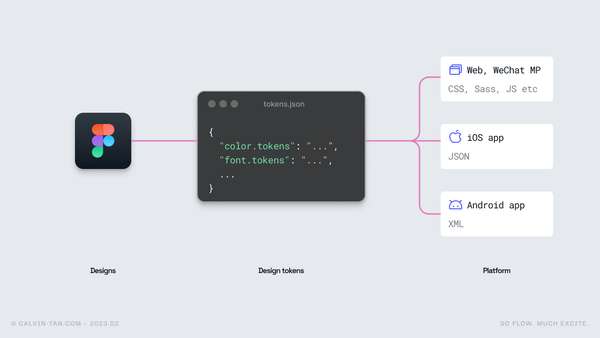 tokens.json
{
"color.tokens": "...",
"font.tokens": "...",
...
}
Web, WeChat MP
CSS, Sass, JS etc
iOS app
JSON
Android app
XML
Designs
Design tokens
Platform
© CALVIN-TAN.COM – 2023.02
SO FLOW. MUCH EXCITE.